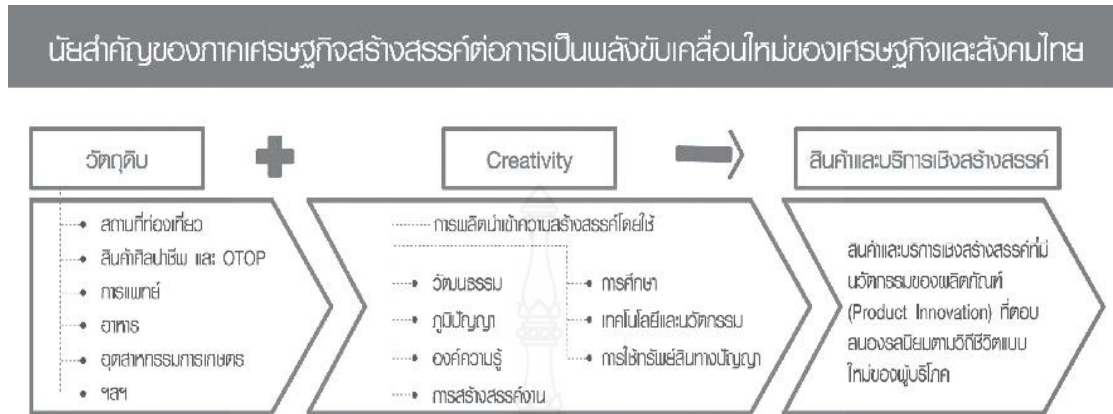 นัยสำคัญของภาคเศรษฐกิจสร้างสรรค์ต่อการเป็นพลังขับเคลื่อนใหม่ของเศรษฐกิจและสังคมไทย
วัตถุดิบ
Creativity
สินค้าและบริการเชิงสร้างสรรค์
สถานที่ท่องเที่ยว
สินค้าศิลปาชีพ และ OTOP
การแพทย์
อาหาร
อุตสาหกรรมการเกษตร
ฯลฯ
การผลิตนำเข้าความสร้างสรรค์โดยใช้
วัฒนธรรม
ภูมิปัญญา
องค์ความรู้
การสร้างสรรค์งาน
การศึกษา
เทคโนโลยีและนวัตกรรม
การใช้ทรัพย์สินทางปัญญา
สินค้าและบริการเชิงสร้างสรรค์ที่มี
นวัตกรรมของผลิตภัณฑ์
(Product Innovation) ที่ตอบ
สนองรสนิยมตามวิถีชีวิตแบบ
ใหม่ของผู้บริโภค